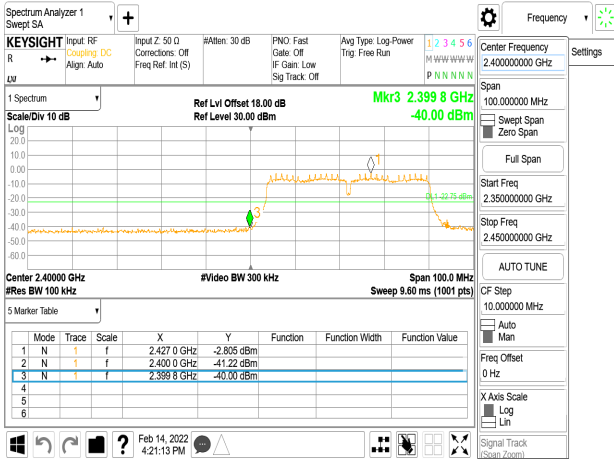 Spectrum Analyzer 1
Swept SA
Frequency
KEYSIGHT
R
Input: RF
Coupling: DC
Align: Auto
Input Z: 50 Ω
Corrections: Off
Freq Ref: Int (S)
#Atten: 30 dB
PNO: Fast
Gate: Off
IF Gain: Low
Sig Track: Off
Avg Type: Log-Power
Trig: Free Run
1 2 3 4 5 6
M W W W W W
P N N N N N
1 Spectrum
Scale/Div 10 dB
Ref Lvl Offset 18.00 dB
Ref Level 30.00 dBm
Mkr3 2.399 8 GHz
-40.00 dBm
Log
20.0
10.0
0.00
-10.0
-20.0
-30.0
-40.0
-50.0
-60.0
1
3
DL1 -22.75 dBm
Center 2.40000 GHz
#Res BW 100 kHz
#Video BW 300 kHz
Span 100.0 MHz
Sweep 9.60 ms (1001 pts)
5 Marker Table
Mode Trace Scale X Y Function Function Width Function Value
1 N 1 f 2.427 0 GHz -2.805 dBm
2 N 1 f 2.400 0 GHz -41.22 dBm
3 N 1 f 2.399 8 GHz -40.00 dBm
4
5
6
Feb 14, 2022
4:21:13 PM
Center Frequency
2.400000000 GHz
Settings
Span
100.000000 MHz
Swept Span
Zero Span
Full Span
Start Freq
2.350000000 GHz
Stop Freq
2.450000000 GHz
AUTO TUNE
CF Step
10.000000 MHz
Auto
Man
Freq Offset
0 Hz
X Axis Scale
Log
Lin
Signal Track
(Span Zoom)